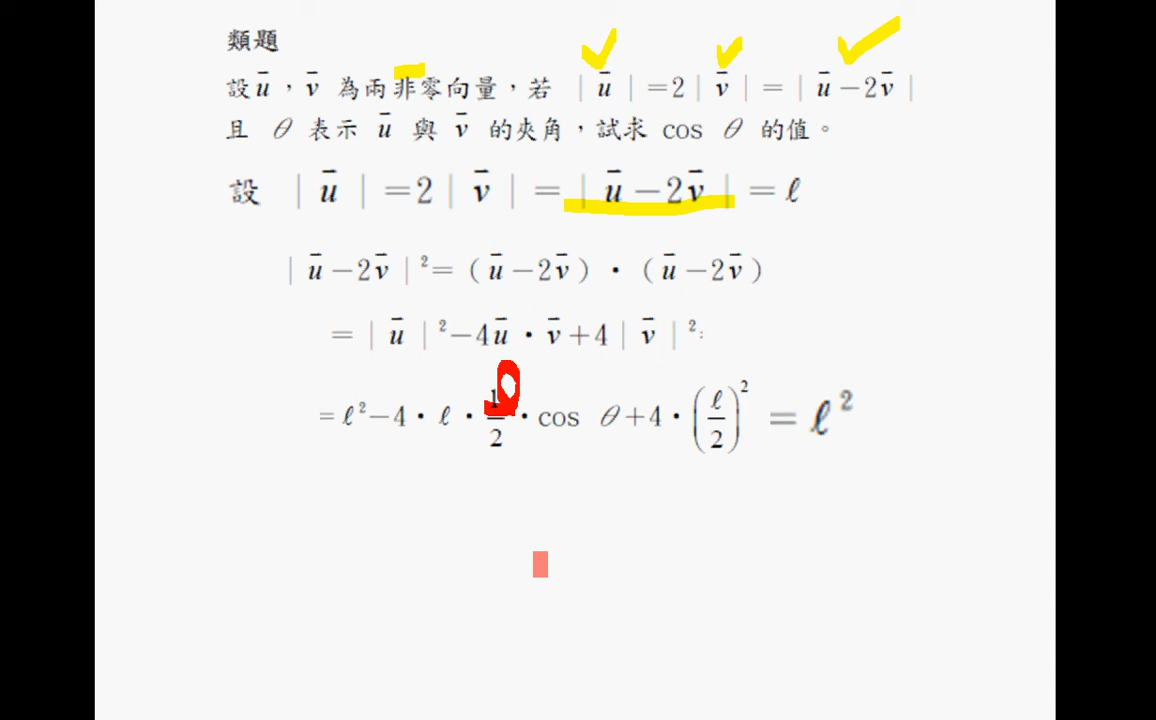 類題
設u̅,v̅ 為兩非零向量,若 |u̅|=2|v̅|=|u̅-2v̅|
且 θ 表示 u̅ 與 v̅ 的夾角,試求 cos θ 的值。
設 |u̅|=2|v̅|=|u̅-2v̅|=ℓ
|u̅-2v̅|²=(u̅-2v̅)・(u̅-2v̅)
=|u̅|²-4u̅・v̅+4|v̅|²
=ℓ²-4・ℓ・1/2・cos θ+4・(ℓ/2)²=ℓ²